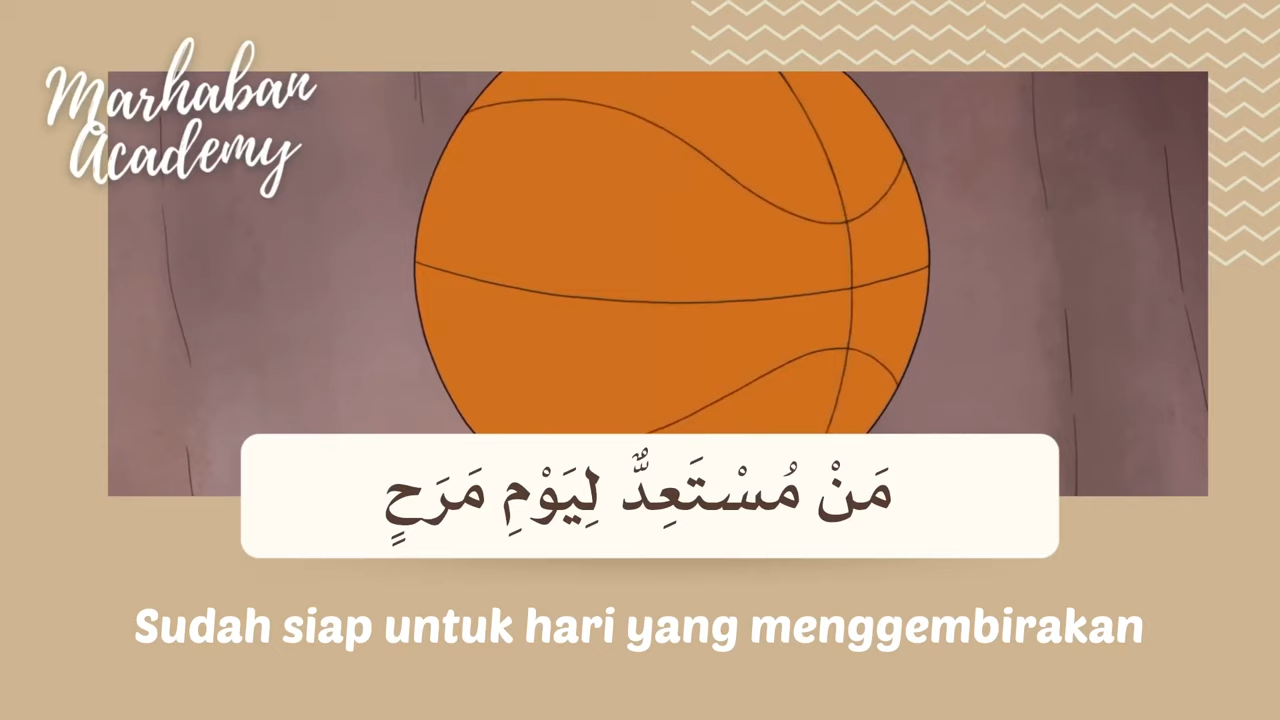 Marhaban
Academy
مَنْ مُسْتَعِدٌّ لِيَوْمِ مَرَحٍ
Sudah siap untuk hari yang menggembirakan